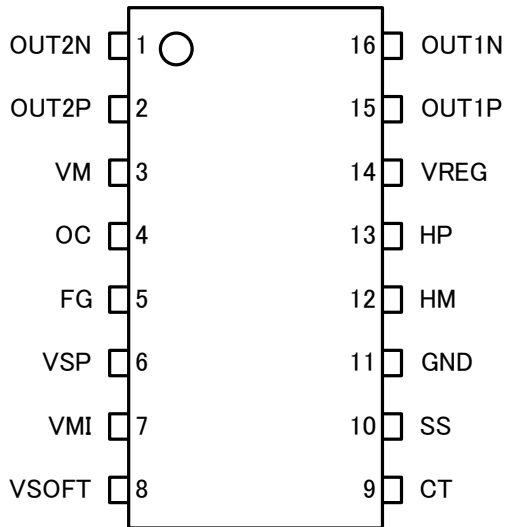 OUT2N 1 16 OUT1N
OUT2P 2 15 OUT1P
VM 3 14 VREG
OC 4 13 HP
FG 5 12 HM
VSP 6 11 GND
VMI 7 10 SS
VSOFT 8 9 CT